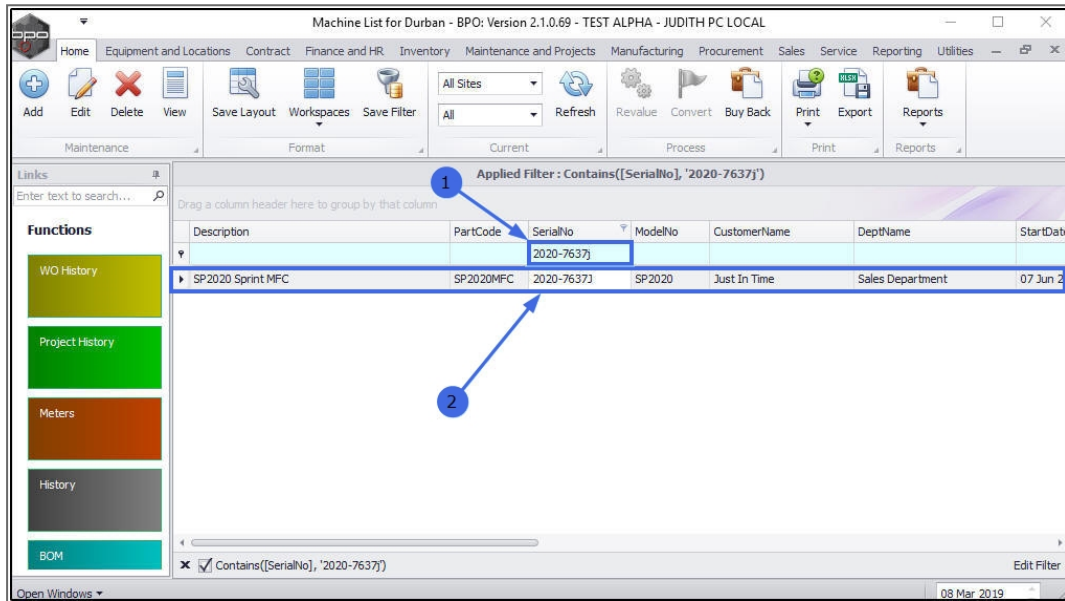 Machine List for Durban - BPO: Version 2.1.0.69 - TEST ALPHA - JUDITH PC LOCAL
bpo
Home Equipment and Locations Contract Finance and HR Inventory Maintenance and Projects Manufacturing Procurement Sales Service Reporting Utilities
All Sites
Add Edit Delete View Save Layout Workspaces Save Filter All Refresh Revalue Convert Buy Back Print Export Reports
Maintenance Format Current Process Print Reports
Links
Applied Filter : Contains([SerialNo], '2020-7637j')
1
Enter text to search...
Drag a column header here to group by that column
Functions
Description PartCode SerialNo ModelNo CustomerName DeptName StartDate
2020-7637j
SP2020 Sprint MFC SP2020MFC 2020-7637J SP2020 Just In Time Sales Department 07 Jun 2
WO History
Project History
2
Meters
History
BOM
Contains([SerialNo], '2020-7637j') Edit Filter
Open Windows 08 Mar 2019